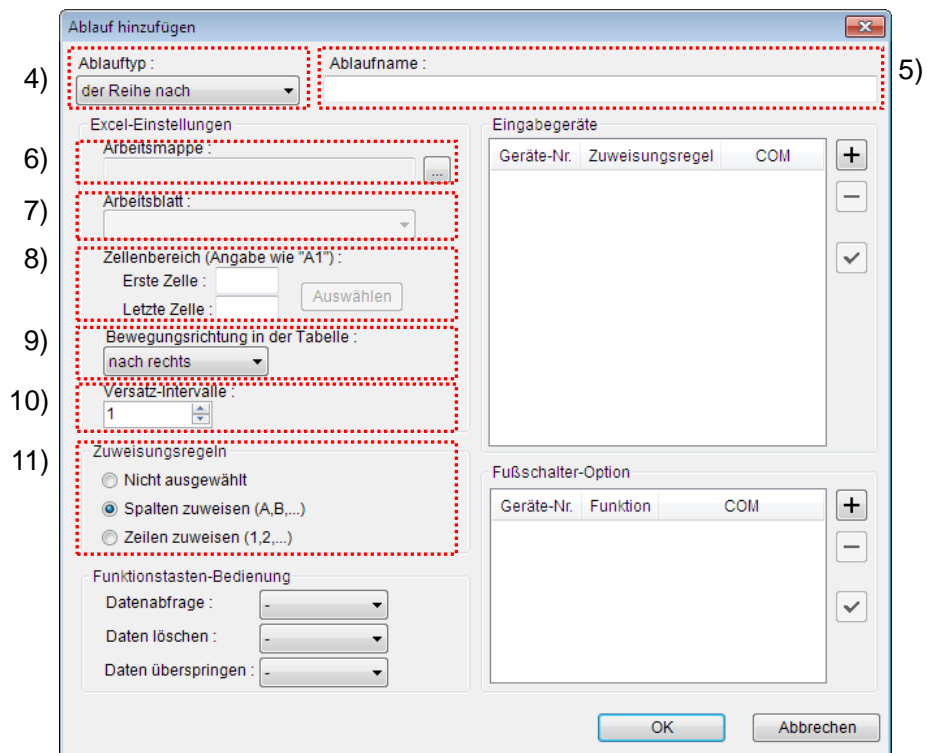 Ablauf hinzufügen
4)
Ablauftyp :
der Reihe nach
Ablaufname :
5)
Excel-Einstellungen
6)
Arbeitsmappe :
...
7)
Arbeitsblatt :
8)
Zellenbereich (Angabe wie "A1") :
Erste Zelle :
Letzte Zelle :
Auswählen
9)
Bewegungsrichtung in der Tabelle :
nach rechts
10)
Versatz-Intervalle :
1
11)
Zuweisungsregeln
Nicht ausgewählt
Spalten zuweisen (A,B,...)
Zeilen zuweisen (1,2,...)
Funktionstasten-Bedienung
Datenabfrage : -
Daten löschen : -
Daten überspringen : -
Eingabegeräte
Geräte-Nr. Zuweisungsregel COM
Fußschalter-Option
Geräte-Nr. Funktion COM
OK Abbrechen